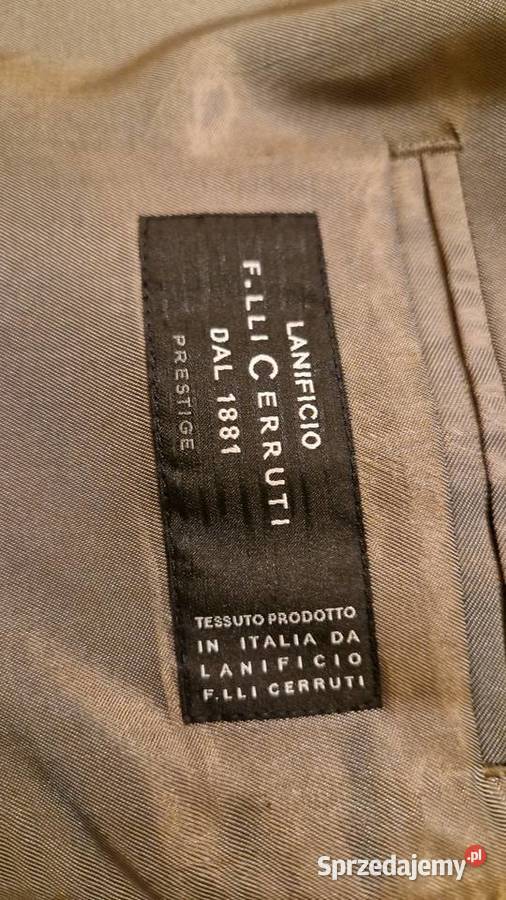 LANIFICIO
F.LLI CERRUTI
DAL 1881
PRESTIGE
TESSUTO PRODOTTO
IN ITALIA DA
LANIFICIO
F.LLI CERRUTI
Sprzedajemy.pl